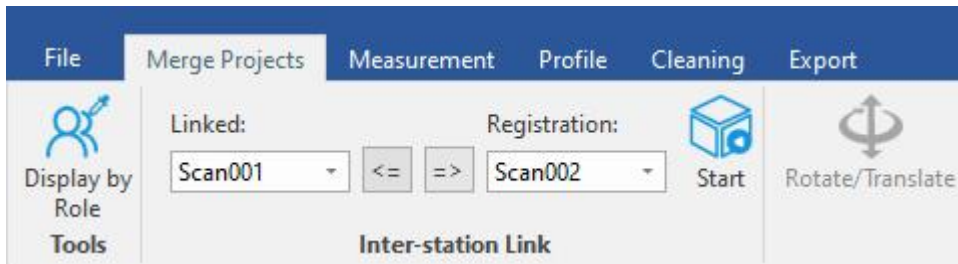 File Merge Projects Measurement Profile Cleaning Export
Linked: Registration:
Scan001 <= => Scan002 Start Rotate/Translate
Display by
Role
Tools Inter-station Link